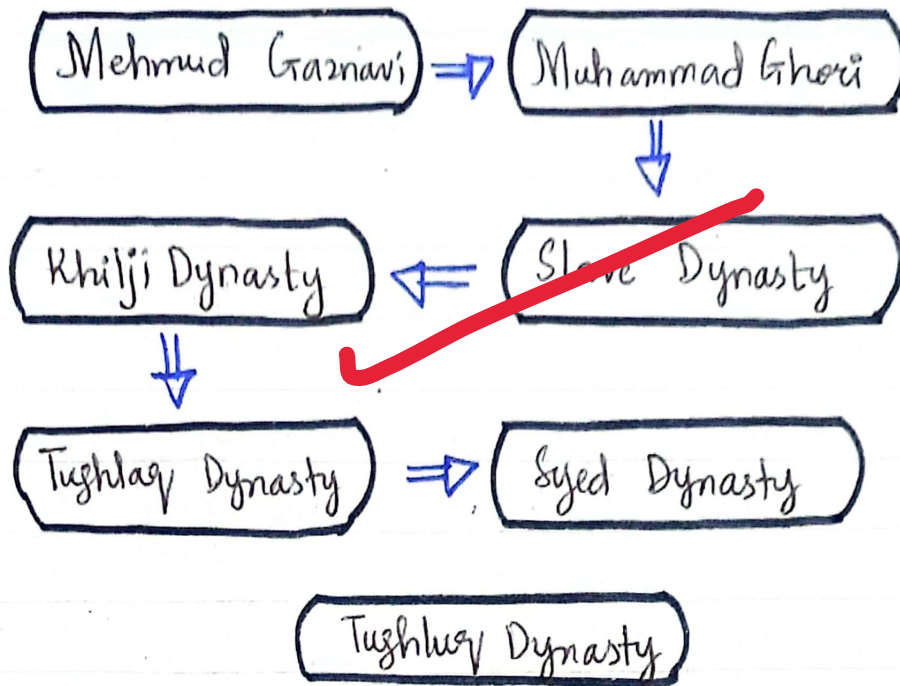 Mehmud Gaznavi ⇒ Muhammad Ghori
⇓
Khilji Dynasty ⇐ Slave Dynasty
⇓
Tughlaq Dynasty ⇒ Syed Dynasty
Tughluq Dynasty